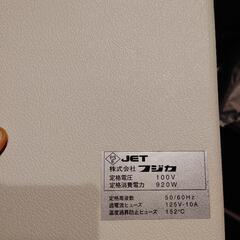 JET
株式会社 フジカ
定格電圧 100V
定格消費電力 920W
定格周波数 50/60Hz
過電流ヒューズ 125V-10A
温度過昇防止ヒューズ 152℃